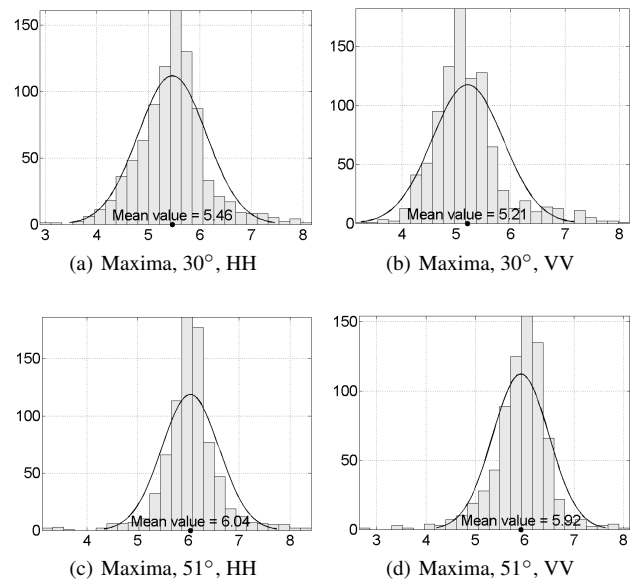 150
100
50
0
Mean value = 5.46
3 4 5 6 7 8
(a) Maxima, 30°, HH
150
100
50
0
Mean value = 5.21
4 5 6 7 8
(b) Maxima, 30°, VV
150
100
50
0
Mean value = 6.04
4 5 6 7 8
(c) Maxima, 51°, HH
150
100
50
0
Mean value = 5.92
3 4 5 6 7 8
(d) Maxima, 51°, VV